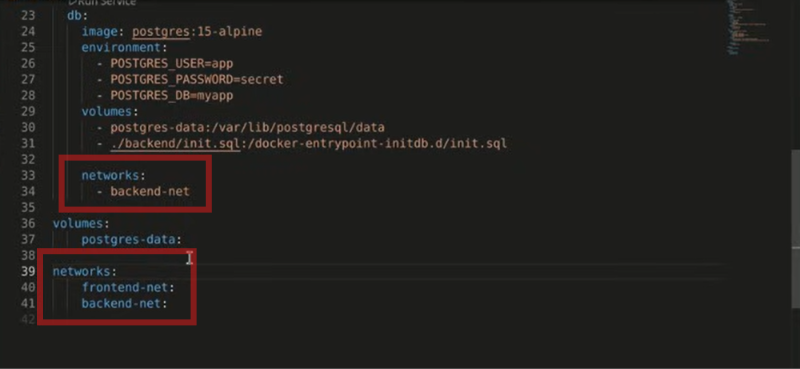 Run Service
23 db:
24 image: postgres:15-alpine
25 environment:
26 - POSTGRES_USER=app
27 - POSTGRES_PASSWORD=secret
28 - POSTGRES_DB=myapp
29 volumes:
30 - postgres-data:/var/lib/postgresql/data
31 - ./backend/init.sql:/docker-entrypoint-initdb.d/init.sql
32
33 networks:
34 - backend-net
35
36 volumes:
37 postgres-data:
38
39 networks:
40 frontend-net:
41 backend-net:
42